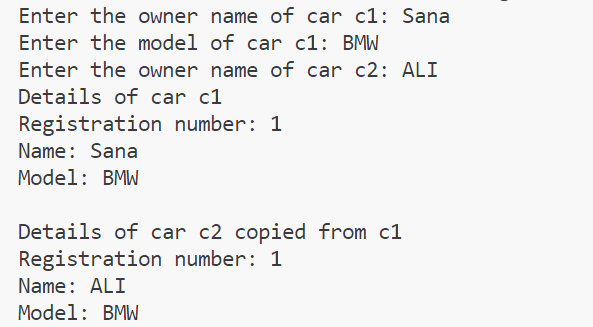 Enter the owner name of car c1: Sana
Enter the model of car c1: BMW
Enter the owner name of car c2: ALI
Details of car c1
Registration number: 1
Name: Sana
Model: BMW
Details of car c2 copied from c1
Registration number: 1
Name: ALI
Model: BMW